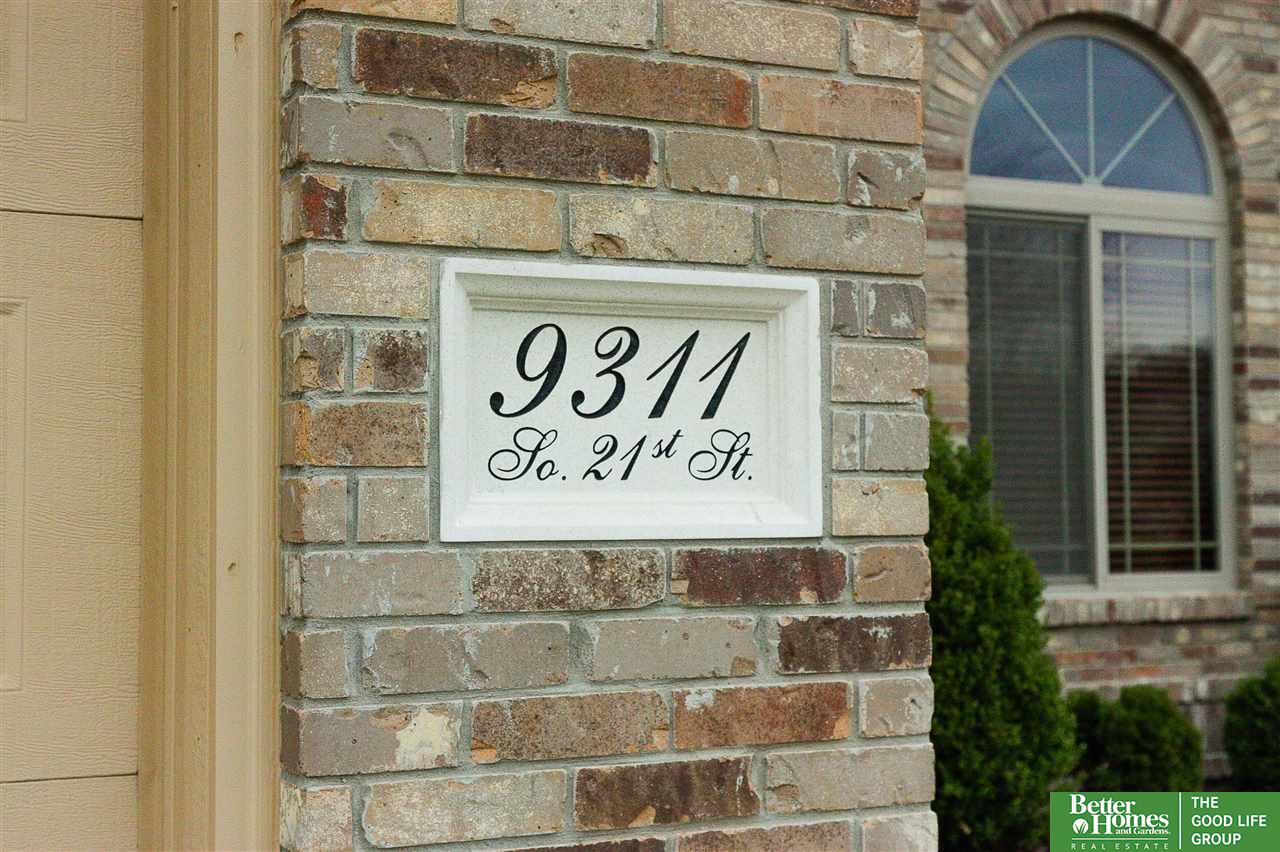 9311
So. 21st St.
Better
Homes
and Gardens.
REAL ESTATE
THE
GOOD LIFE
GROUP